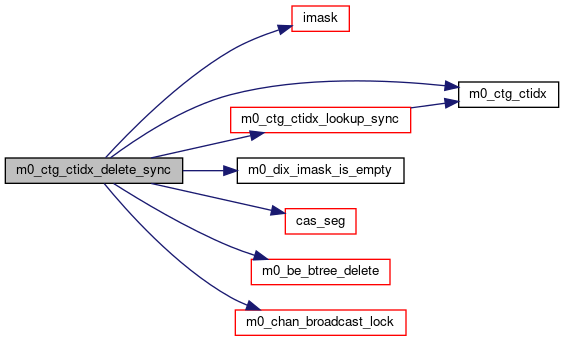 imask
m0_ctg_ctidx
m0_ctg_ctidx_lookup_sync
m0_ctg_ctidx_delete_sync
m0_dix_imask_is_empty
cas_seg
m0_be_btree_delete
m0_chan_broadcast_lock